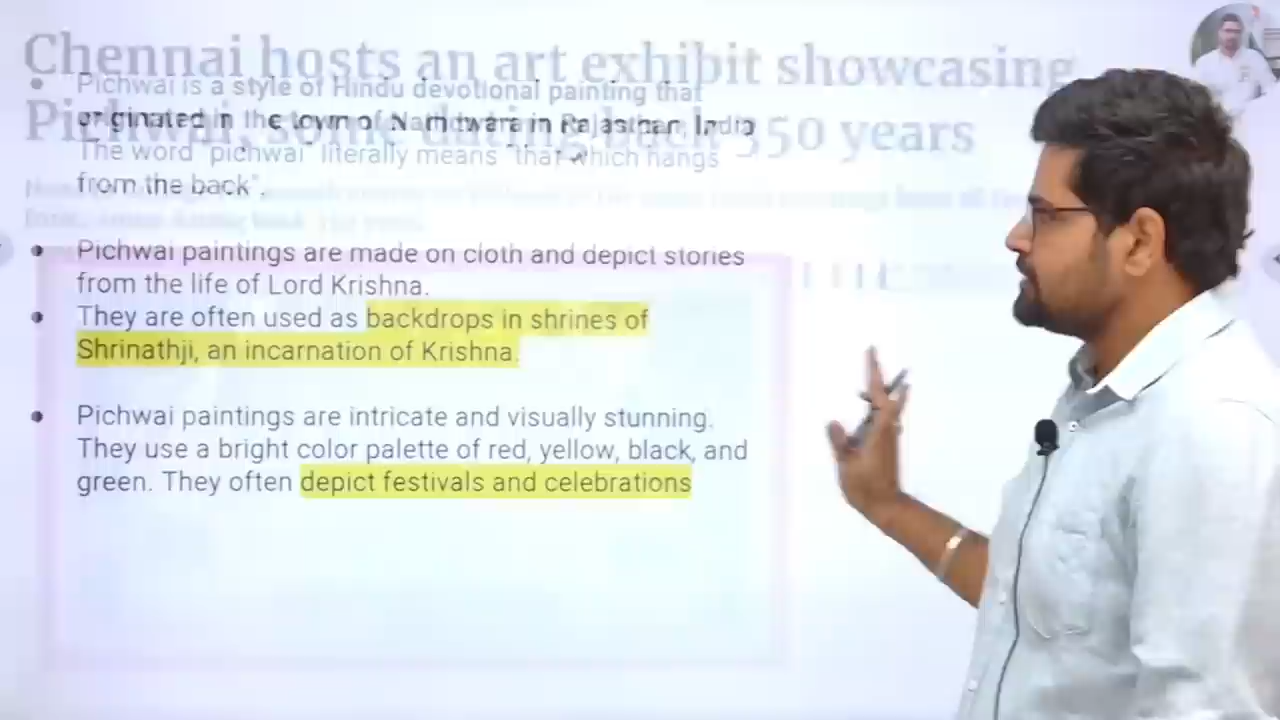 Chennai hosts an art exhibit showcasing
Pichwai, some dating back 350 years
Pichwai is a style of Hindu devotional painting that
originated in the town of Nathdwara in Rajasthan, India
The word "pichwai" literally means "that which hangs
from the back".
Pichwai paintings are made on cloth and depict stories
from the life of Lord Krishna.
They are often used as backdrops in shrines of
Shrinathji, an incarnation of Krishna.
Pichwai paintings are intricate and visually stunning.
They use a bright color palette of red, yellow, black, and
green. They often depict festivals and celebrations